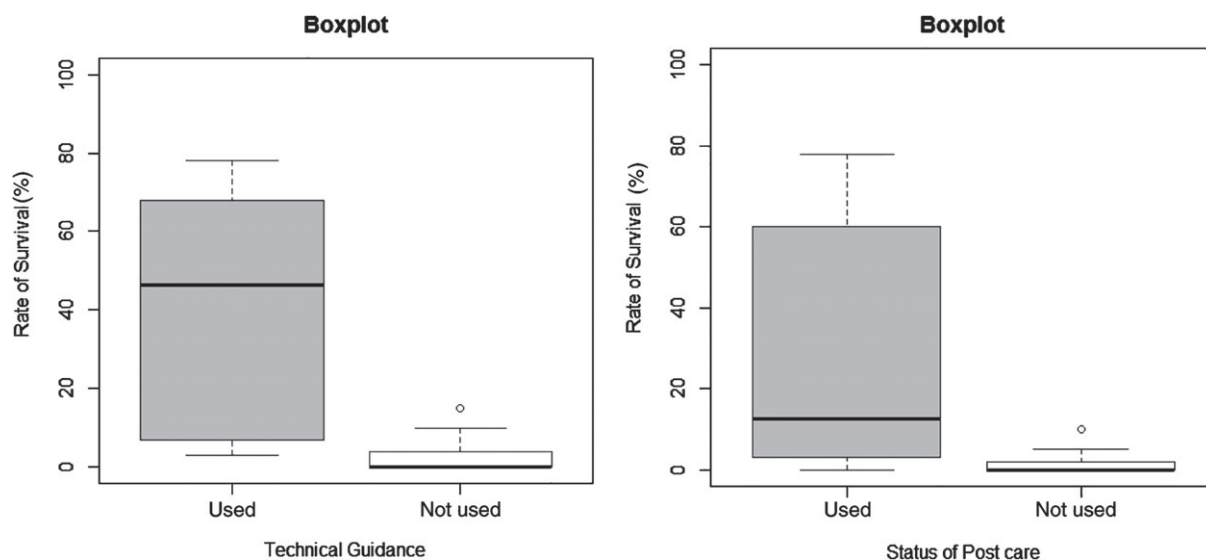 Boxplot
Rate of Survival (%)
100
80
60
40
20
0
Used Not used
Technical Guidance
Boxplot
Rate of Survival (%)
100
80
60
40
20
0
Used Not used
Status of Post care